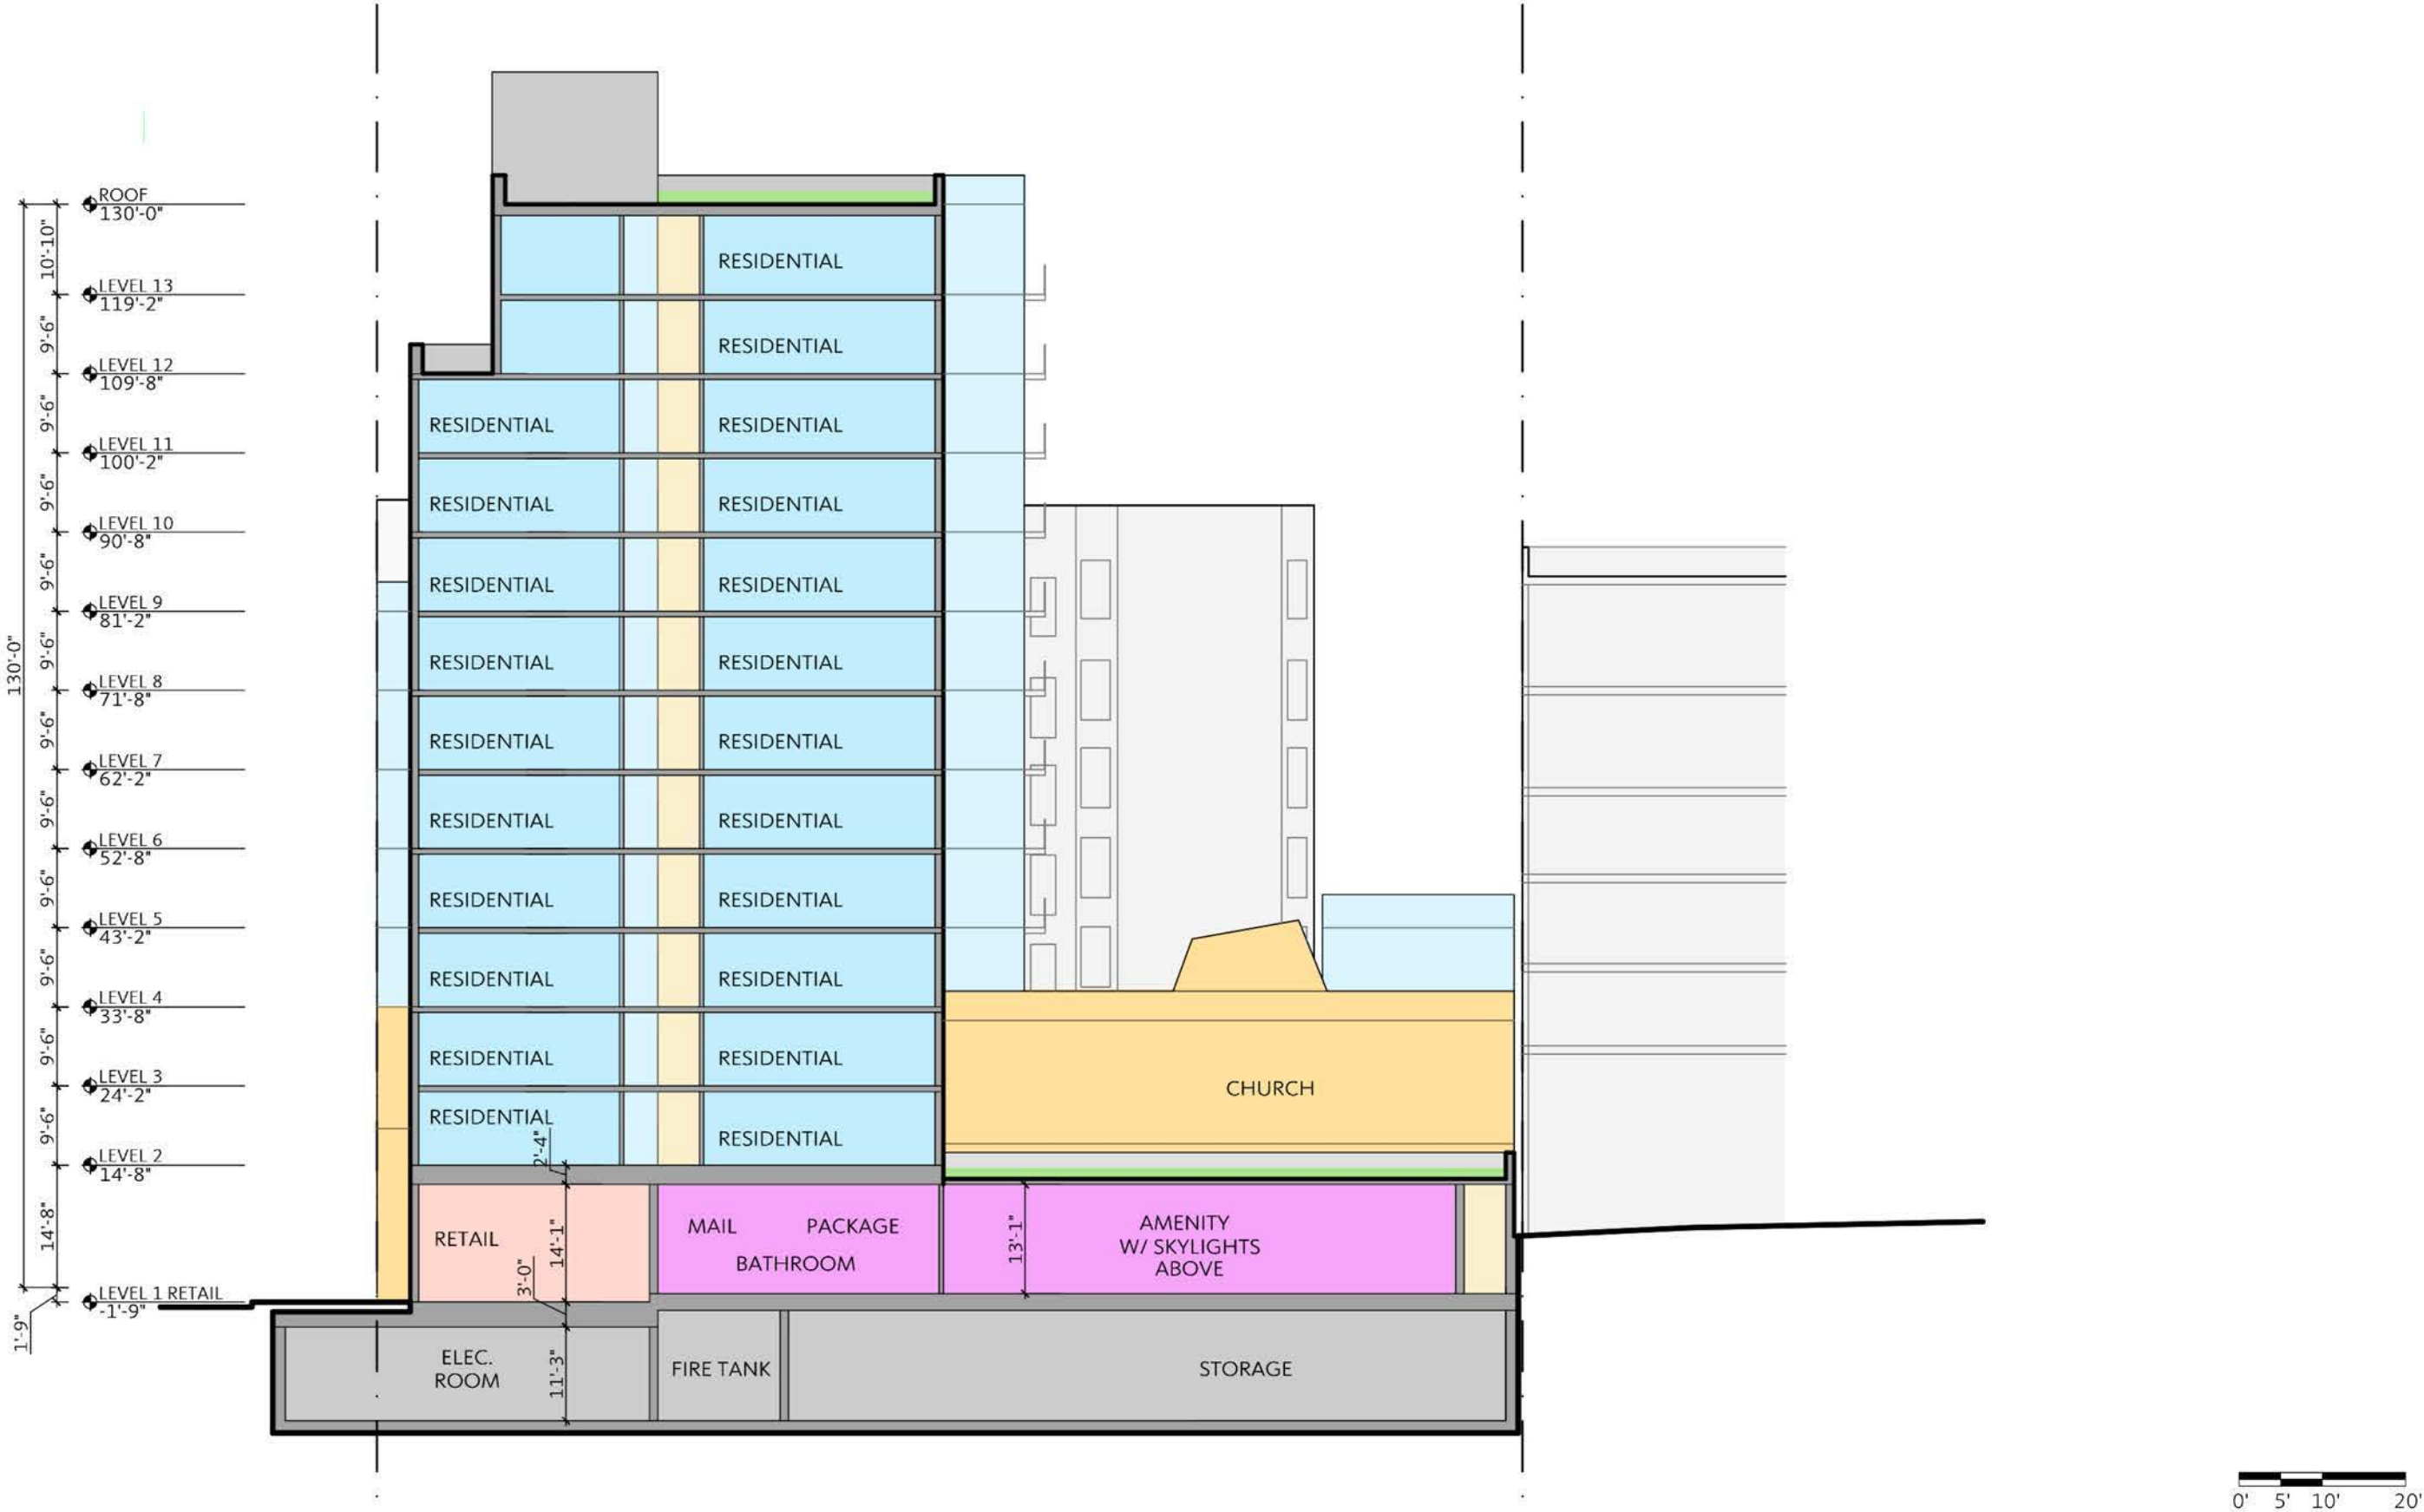 ROOF
130'-0"
RESIDENTIAL
10'-10"
LEVEL 13
119'-2"
RESIDENTIAL
9'-6"
LEVEL 12
109'-8"
RESIDENTIAL RESIDENTIAL
9'-6"
LEVEL 11
100'-2"
RESIDENTIAL RESIDENTIAL
9'-6"
LEVEL 10
90'-8"
RESIDENTIAL RESIDENTIAL
9'-6"
LEVEL 9
81'-2"
RESIDENTIAL RESIDENTIAL
9'-6"
130'-0"
LEVEL 8
71'-8"
RESIDENTIAL RESIDENTIAL
9'-6"
LEVEL 7
62'-2"
RESIDENTIAL RESIDENTIAL
9'-6"
LEVEL 6
52'-8"
RESIDENTIAL RESIDENTIAL
9'-6"
LEVEL 5
43'-2"
RESIDENTIAL RESIDENTIAL
9'-6"
LEVEL 4
33'-8"
RESIDENTIAL RESIDENTIAL
9'-6"
LEVEL 3
24'-2"
CHURCH
RESIDENTIAL
RESIDENTIAL
9'-6"
2'-4"
LEVEL 2
14'-8"
14'-8"
RETAIL
14'-1"
3'-0"
MAIL PACKAGE
BATHROOM
13'-1"
AMENITY
W/ SKYLIGHTS
ABOVE
LEVEL 1 RETAIL
-1'-9"
1'-9"
ELEC.
ROOM
11'-3"
FIRE TANK
STORAGE
0' 5' 10' 20'